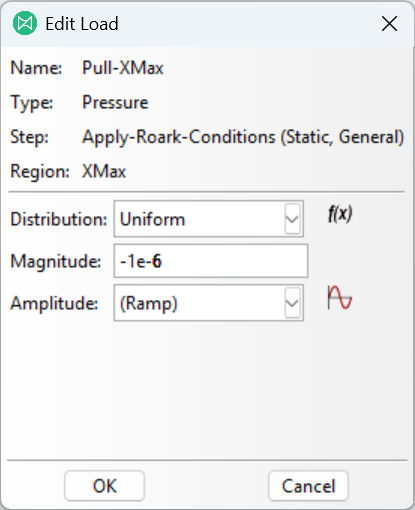 Edit Load
Name: Pull-XMax
Type: Pressure
Step: Apply-Roark-Conditions (Static, General)
Region: XMax
Distribution: Uniform f(x)
Magnitude: -1e-6
Amplitude: (Ramp)
OK Cancel